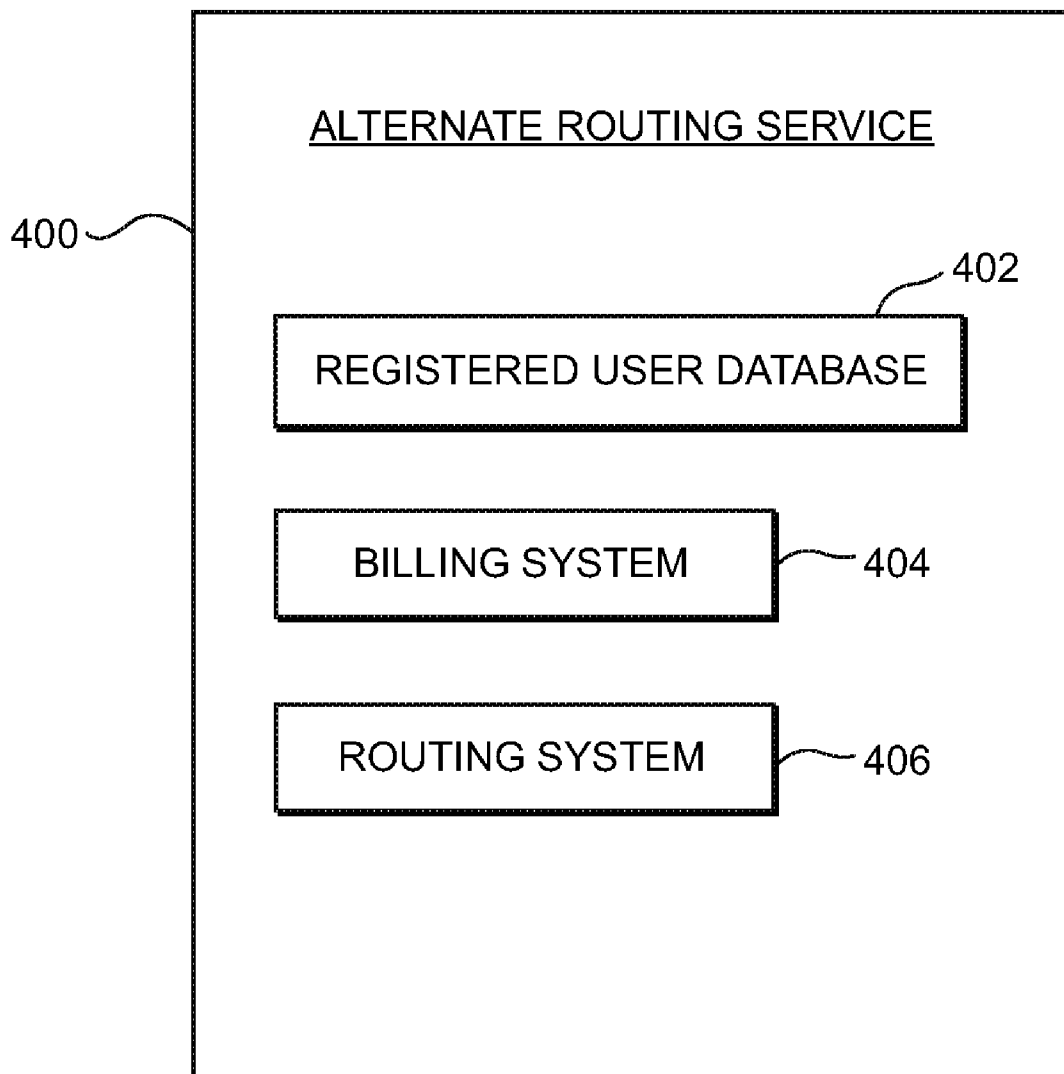 ALTERNATE ROUTING SERVICE
400
402
REGISTERED USER DATABASE
BILLING SYSTEM
404
ROUTING SYSTEM
406